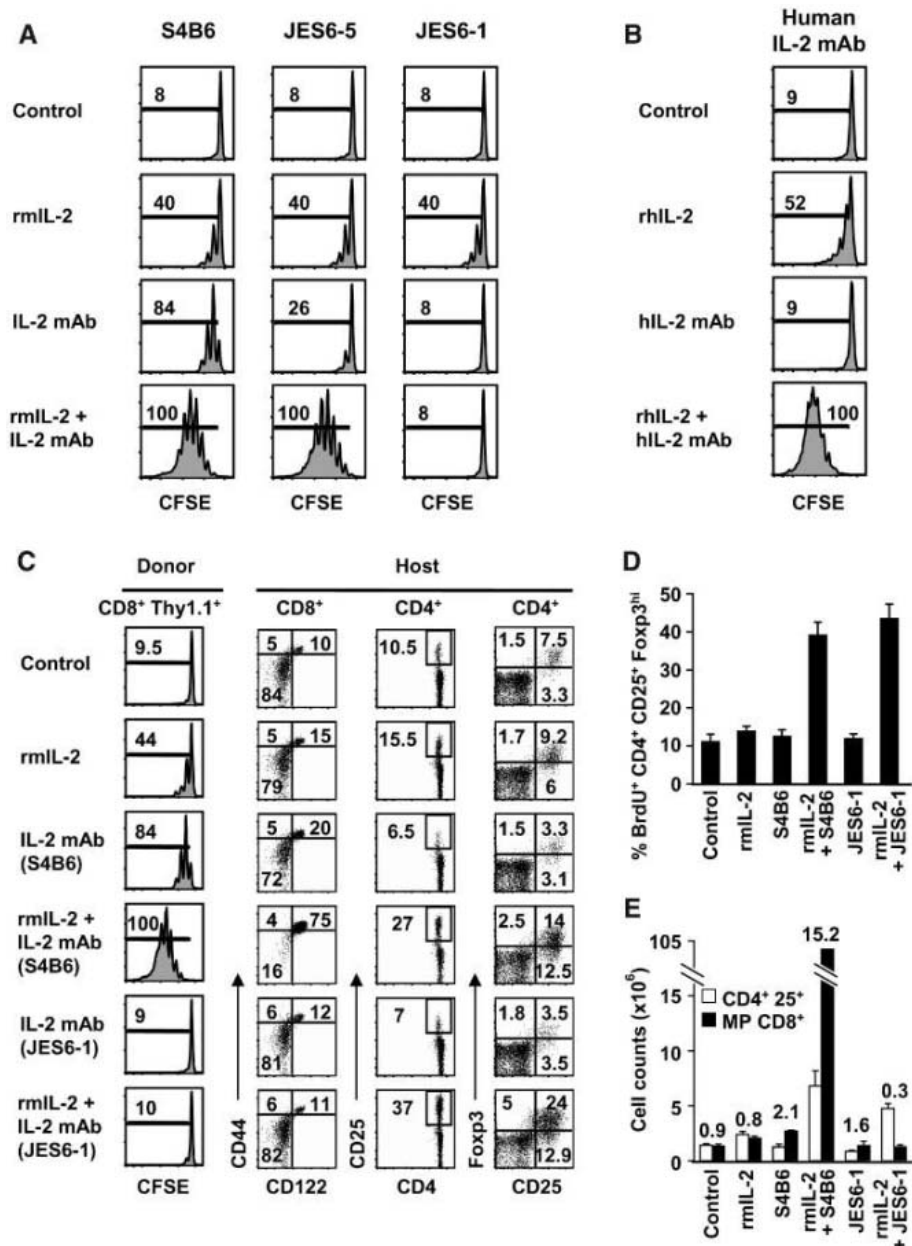 A
S4B6 JES6-5 JES6-1
Control 8 8 8
rmIL-2 40 40 40
IL-2 mAb 84 26 8
rmIL-2 +
IL-2 mAb 100 100 8
CFSE CFSE CFSE
B
Human
IL-2 mAb
Control 9
rhIL-2 52
hIL-2 mAb 9
rhIL-2 +
hIL-2 mAb 100
CFSE
C
Donor Host
CD8+ Thy1.1+ CD8+ CD4+ CD4+
Control 9.5 5 10 84 10.5 1.5 7.5 3.3
rmIL-2 44 5 15 79 15.5 1.7 9.2 6
IL-2 mAb
(S4B6) 84 5 20 72 6.5 1.5 3.3 3.1
rmIL-2 +
IL-2 mAb
(S4B6) 100 4 75 16 27 2.5 14 12.5
IL-2 mAb
(JES6-1) 9 6 12 81 7 1.8 3.5 3.5
rmIL-2 +
IL-2 mAb
(JES6-1) 10 6 11 82 37 5 24 12.9
CD44 CD25 Foxp3
CFSE CD122 CD4 CD25
D
% BrdU+ CD4+ CD25+ Foxp3hi
50
40
30
20
10
0
Control
rmIL-2
S4B6
rmIL-2
+ S4B6
JES6-1
rmIL-2
+ JES6-1
E
Cell counts (x10⁶)
105
15
10
5
0
CD4+ 25+
MP CD8+
0.9 0.8 2.1 15.2 1.6 0.3
Control
rmIL-2
S4B6
rmIL-2
+ S4B6
JES6-1
rmIL-2
+ JES6-1